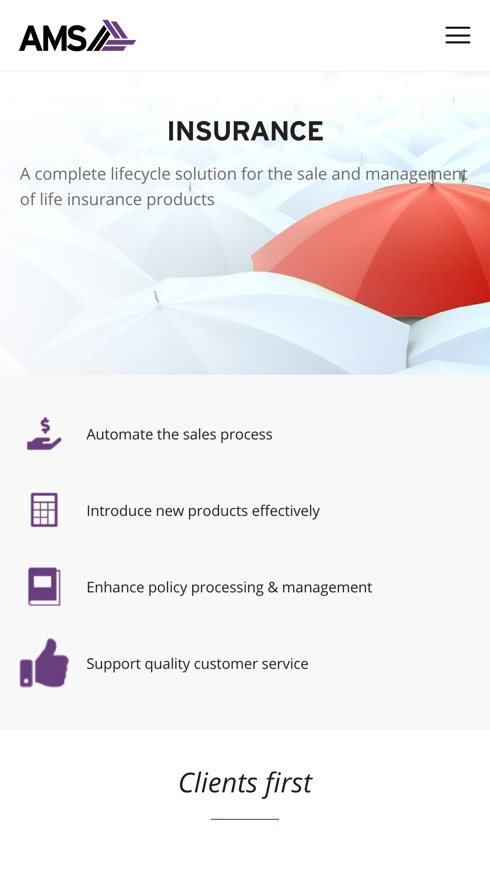 AMS
INSURANCE
A complete lifecycle solution for the sale and management
of life insurance products
$
Automate the sales process
Introduce new products effectively
Enhance policy processing & management
Support quality customer service
Clients first